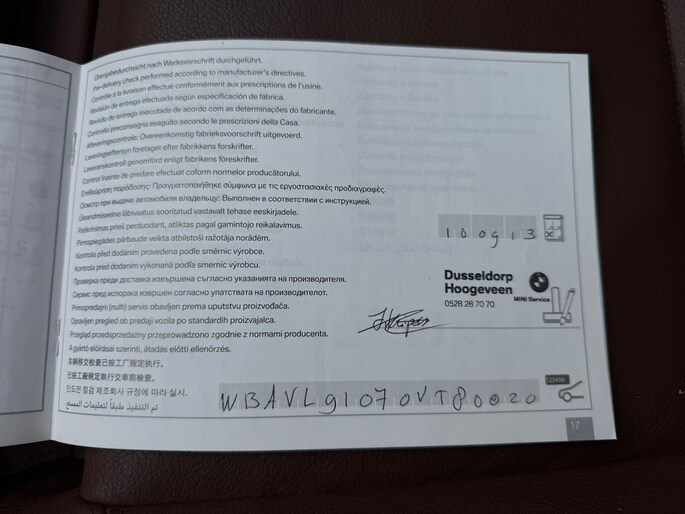 Übergabedurchsicht nach Werksvorschrift durchgeführt.
Pre-delivery check performed according to manufacturer's directives.
Contrôle à la livraison effectué conformément aux prescriptions de l'usine.
Revisión de entrega efectuada según especificación de fábrica.
Revisão de entrega executada de acordo com as determinações do fabricante.
Controllo preconsegna eseguito secondo le prescrizioni della Casa.
Afleveringscontrole: Overeenkomstig fabrieksvoorschrift uitgevoerd.
Leveringseftersyn foretaget efter fabrikkens forskrifter.
Leveranskontroll genomförd enligt fabrikens föreskrifter.
Control înainte de predare efectuat coform normelor producătorului.
Επιθεώρηση παράδοσης: Πραγματοποιήθηκε σύμφωνα με τις εργοστασιακές προδιαγραφές.
Осмотр при выдаче автомобиля владельцу: Выполнен в соответствии с инструкцией.
Üleandmiseelne läbivaatus sooritatud vastavalt tehase eeskirjadele.
Patikrinimas prieš perduodant, atliktas pagal gamintojo reikalavimus.
Pirmspiegādes pārbaude veikta atbilstoši ražotāja norādēm.
Kontrola před dodáním provedena podle směrnic výrobce.
Kontrola pred dodaním vykonaná podľa smerníc výrobcu.
Проверка преди доставка извършена съгласно указанията на производителя.
Сервис пред испорака извршен согласно упатствата на производителот.
Primopredajni (nulti) servis obavljen prema uputstvu proizvođača.
Opravljen pregled ob predaji vozila po standardih proizvajalca.
Przegląd przedsprzedażny przeprowadzono zgodnie z normami producenta.
A gyártó előírásai szerinti, átadás előtti ellenőrzés.
车辆移交检查已按工厂规定执行。
已按工廠規定執行交車前檢查。
인도전 점검 제조회사 규정에 따라 실시.
تم التنفيذ طبقاً لتعليمات المصنع
100913
Dusseldorp
Hoogeveen
0528 28 70 70
MINI Service
WBAVL91070VT80020
17